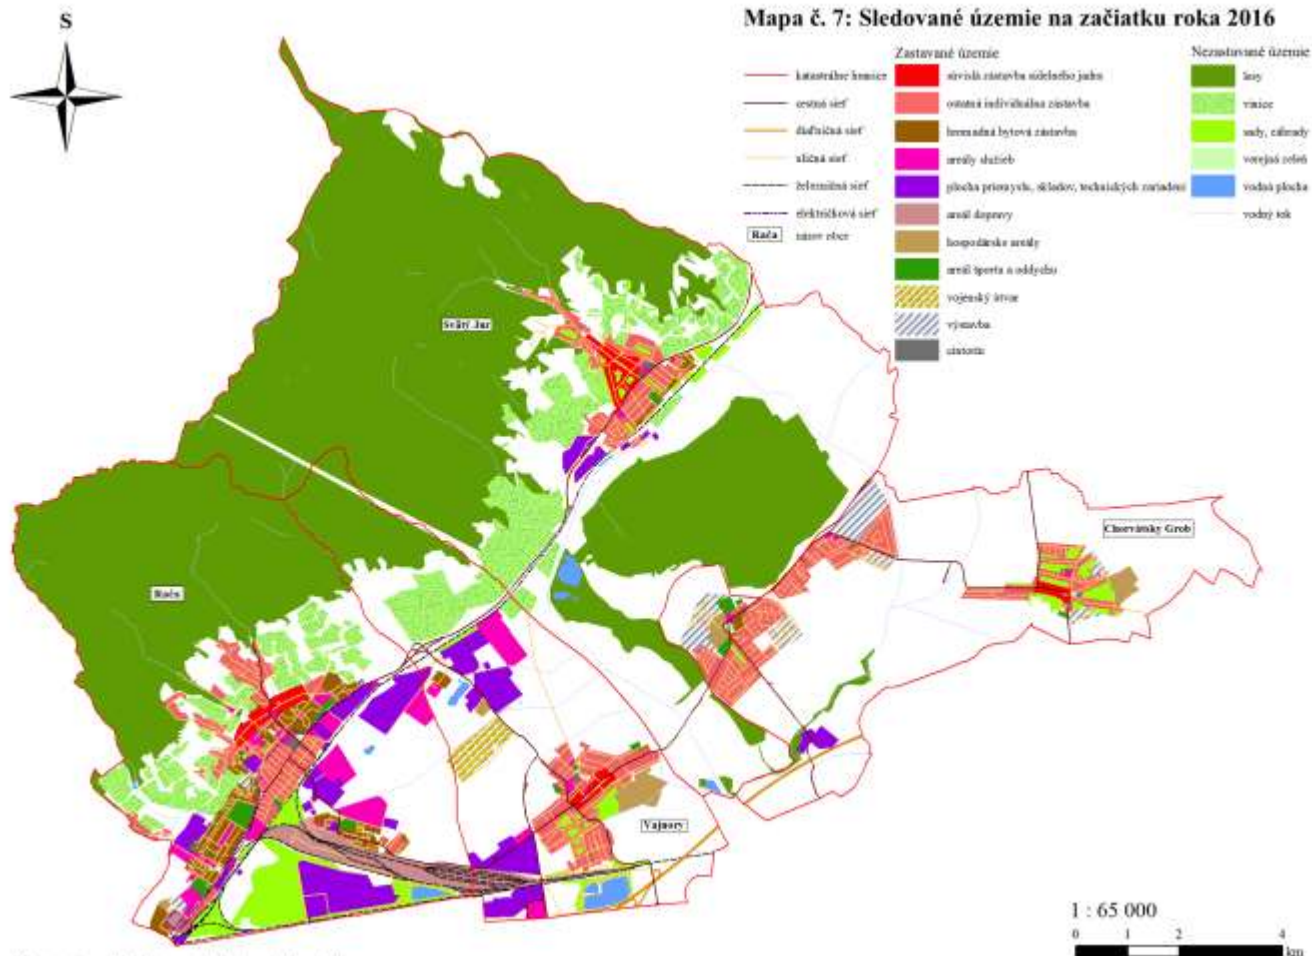 Mapa č. 7: Sledované územie na začiatku roka 2016
S
Zastavané územie
Nezastavané územie
katastrálne hranice
cestná sieť
diaľničná sieť
uličná sieť
železničná sieť
električková sieť
Rača
názov obce
súvislá zástavba sídelného jadra
ostatná individuálna zástavba
hromadná bytová zástavba
areály služieb
plocha priemyslu, skladov, technických zariadení
areál dopravy
hospodárske areály
areál športu a oddychu
vojenský útvar
výstavba
cintorín
lesy
vinice
sady, záhrady
verejná zeleň
vodná plocha
vodný tok
Svätý Jur
Chorvátsky Grob
Rača
Vajnory
1 : 65 000
0 1 2 4
km